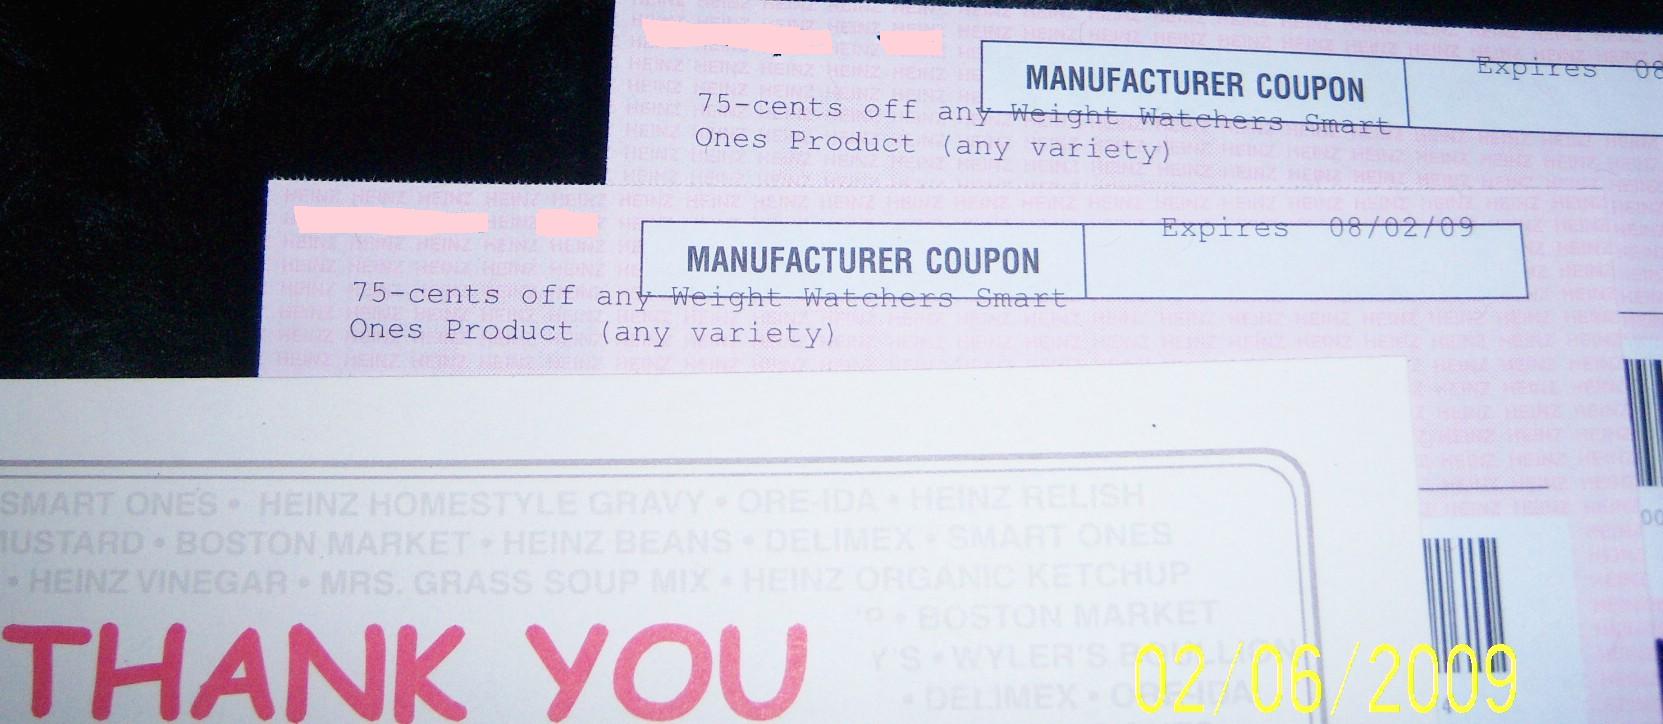 MANUFACTURER COUPON
Expires 08
75-cents off any Weight Watchers Smart
Ones Product (any variety)
MANUFACTURER COUPON
Expires 08/02/09
75-cents off any Weight Watchers Smart
Ones Product (any variety)
SMART ONES • HEINZ HOMESTYLE GRAVY • ORE-IDA • HEINZ RELISH
MUSTARD • BOSTON MARKET • HEINZ BEANS • DELIMEX • SMART ONES
• HEINZ VINEGAR • MRS. GRASS SOUP MIX • HEINZ ORGANIC KETCHUP
'P • BOSTON MARKET
Y'S • WYLER'S BOUILLON
• DELIMEX • ORE-IDA
THANK YOU
02/06/2009